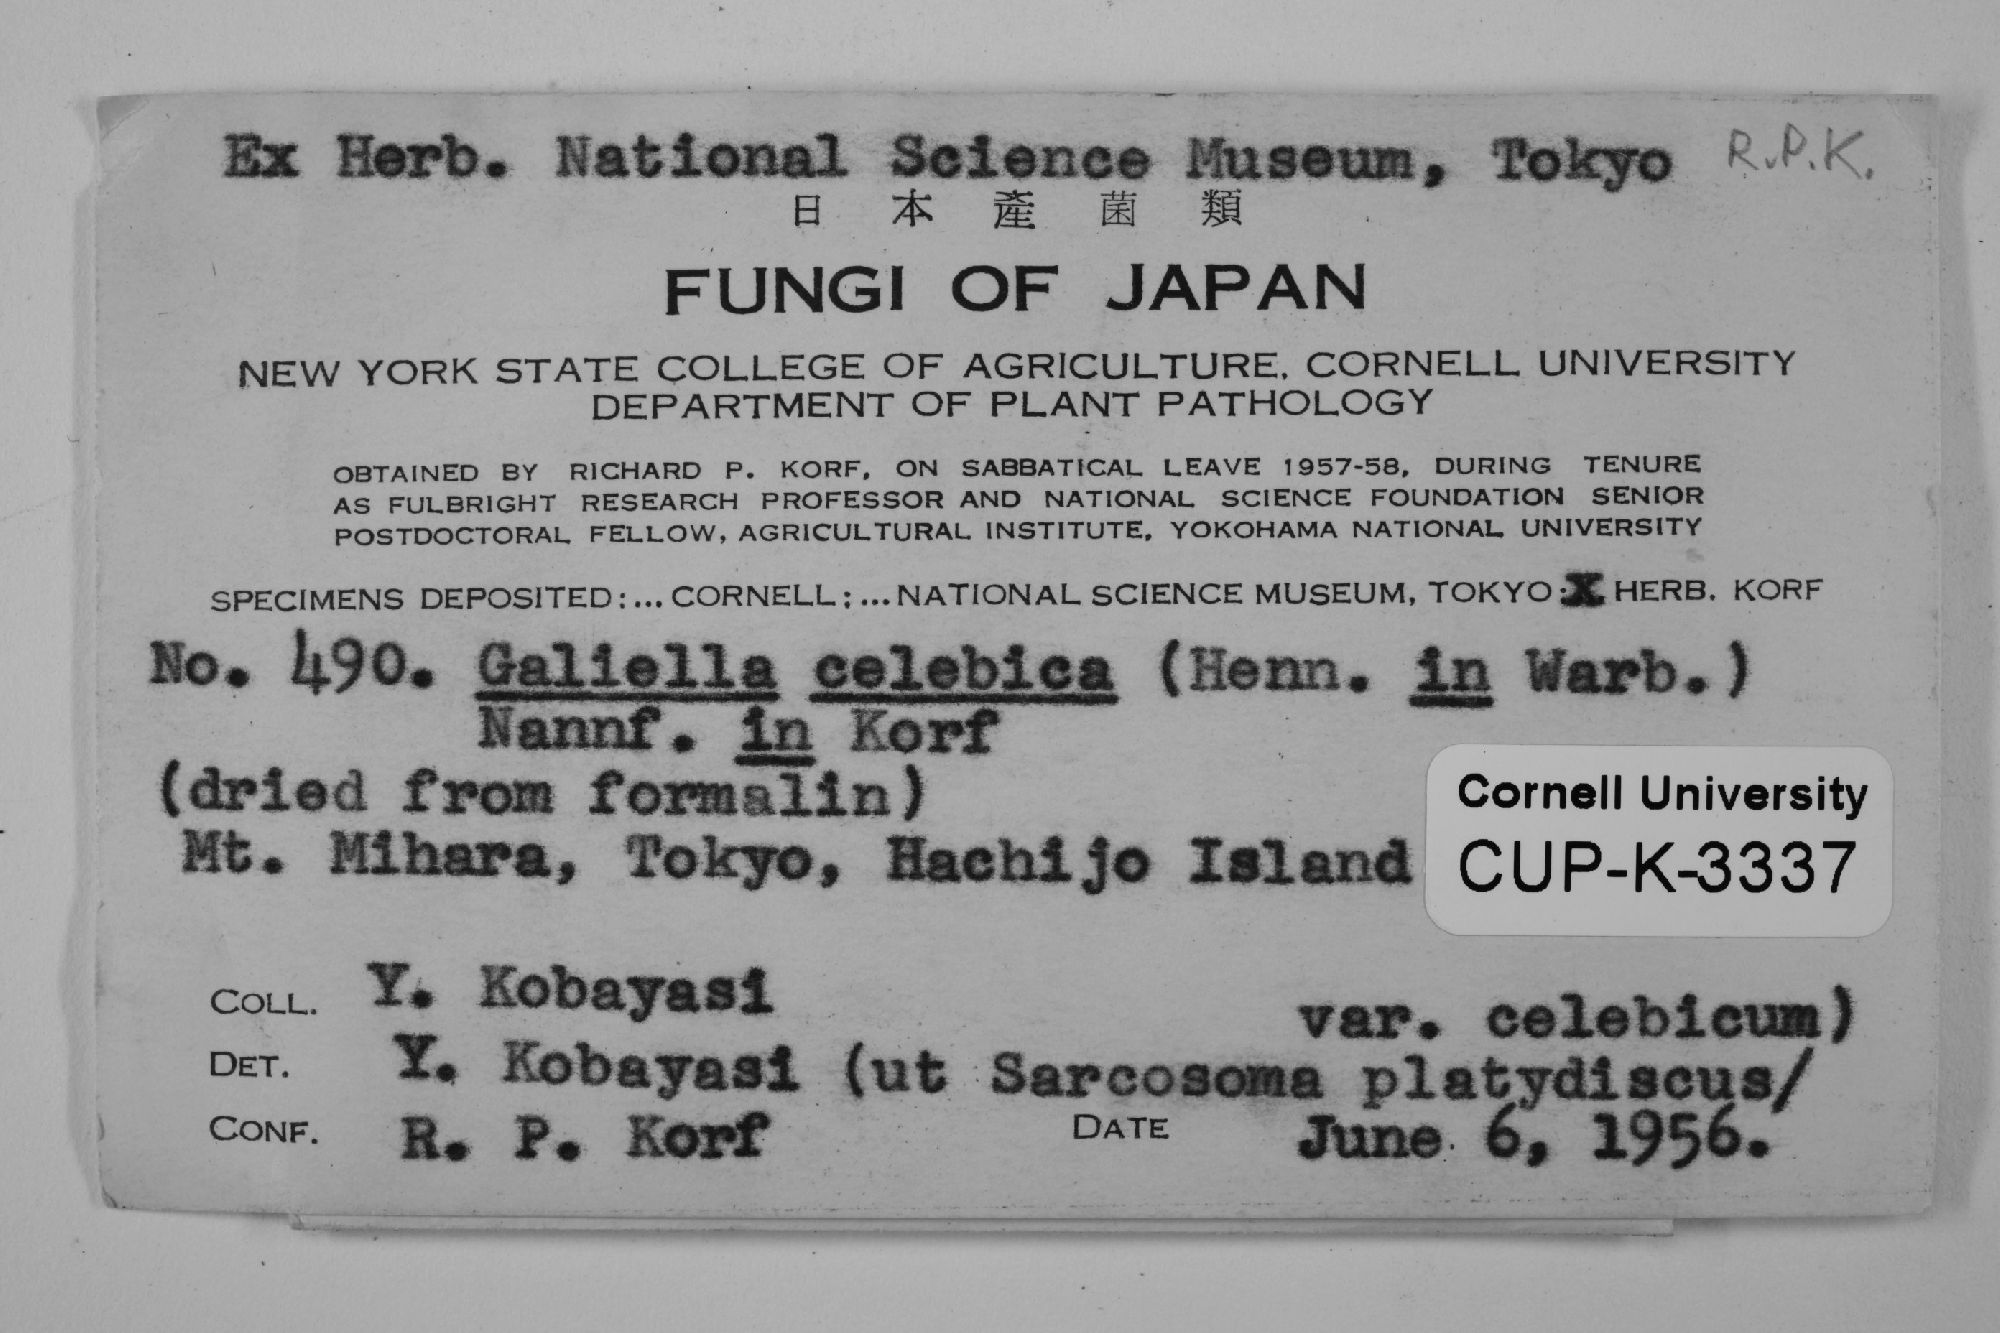 Ex Herb. National Science Museum, Tokyo R.P.K.
日本產菌類
FUNGI OF JAPAN
NEW YORK STATE COLLEGE OF AGRICULTURE, CORNELL UNIVERSITY
DEPARTMENT OF PLANT PATHOLOGY
OBTAINED BY RICHARD P. KORF, ON SABBATICAL LEAVE 1957-58, DURING TENURE
AS FULBRIGHT RESEARCH PROFESSOR AND NATIONAL SCIENCE FOUNDATION SENIOR
POSTDOCTORAL FELLOW, AGRICULTURAL INSTITUTE, YOKOHAMA NATIONAL UNIVERSITY
SPECIMENS DEPOSITED:...CORNELL;...NATIONAL SCIENCE MUSEUM, TOKYO;X HERB. KORF
No. 490. Galiella celebica (Henn. in Warb.)
Nannf. in Korf
(dried from formalin)
Mt. Mihara, Tokyo, Hachijo Island
Cornell University
CUP-K-3337
COLL. Y. Kobayasi
var. celebicum)
DET. Y. Kobayasi (ut Sarcosoma platydiscus/
CONF. R. P. Korf DATE June 6, 1956.